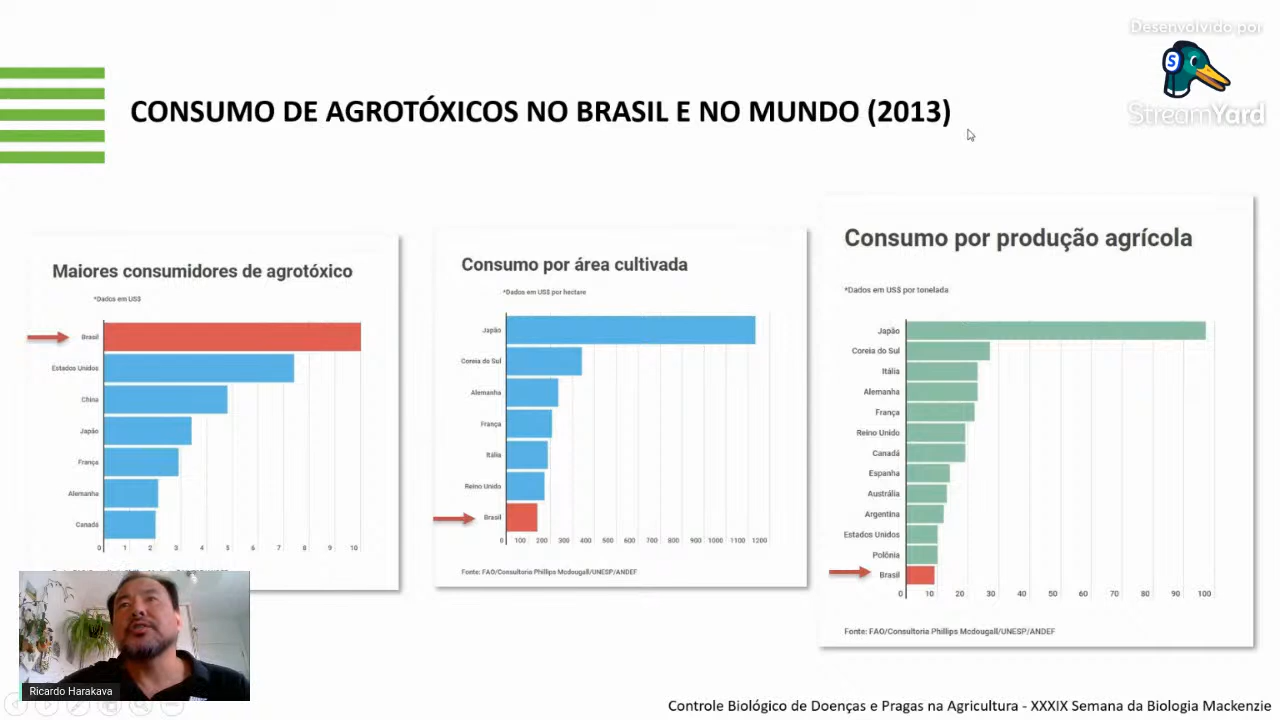 Desenvolvido por
S
StreamYard
CONSUMO DE AGROTÓXICOS NO BRASIL E NO MUNDO (2013)
Maiores consumidores de agrotóxico
*Dados em US$
Brasil
Estados Unidos
China
Japão
França
Alemanha
Canadá
0 1 2 3 4 5 6 7 8 9 10
Consumo por área cultivada
*Dados em US$ por hectare
Japão
Coreia do Sul
Alemanha
França
Itália
Reino Unido
Brasil
0 100 200 300 400 500 600 700 800 900 1000 1100 1200
Fonte: FAO/Consultoria Phillips Mcdougall/UNESP/ANDEF
Consumo por produção agrícola
*Dados em US$ por tonelada
Japão
Coreia do Sul
Itália
Alemanha
França
Reino Unido
Canadá
Espanha
Austrália
Argentina
Estados Unidos
Polônia
Brasil
0 10 20 30 40 50 60 70 80 90 100
Fonte: FAO/Consultoria Phillips Mcdougall/UNESP/ANDEF
Ricardo Harakava
Controle Biológico de Doenças e Pragas na Agricultura - XXXIX Semana da Biologia Mackenzie